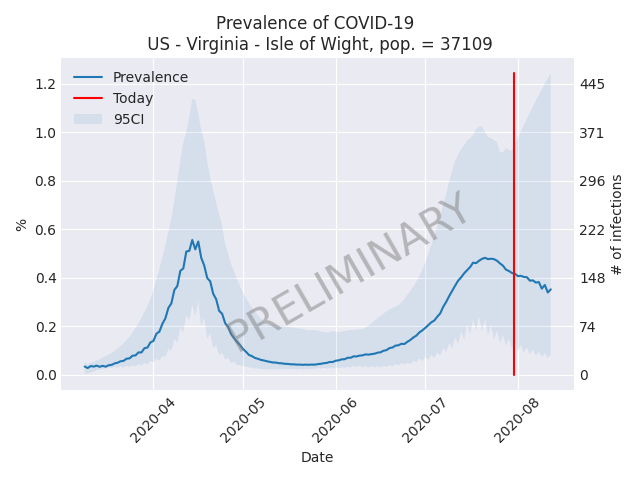 Prevalence of COVID-19
US - Virginia - Isle of Wight, pop. = 37109
Prevalence
Today
95CI
1.2
1.0
0.8
0.6
0.4
0.2
0.0
%
445
371
296
222
148
74
0
# of infections
PRELIMINARY
2020-04
2020-05
2020-06
2020-07
2020-08
Date